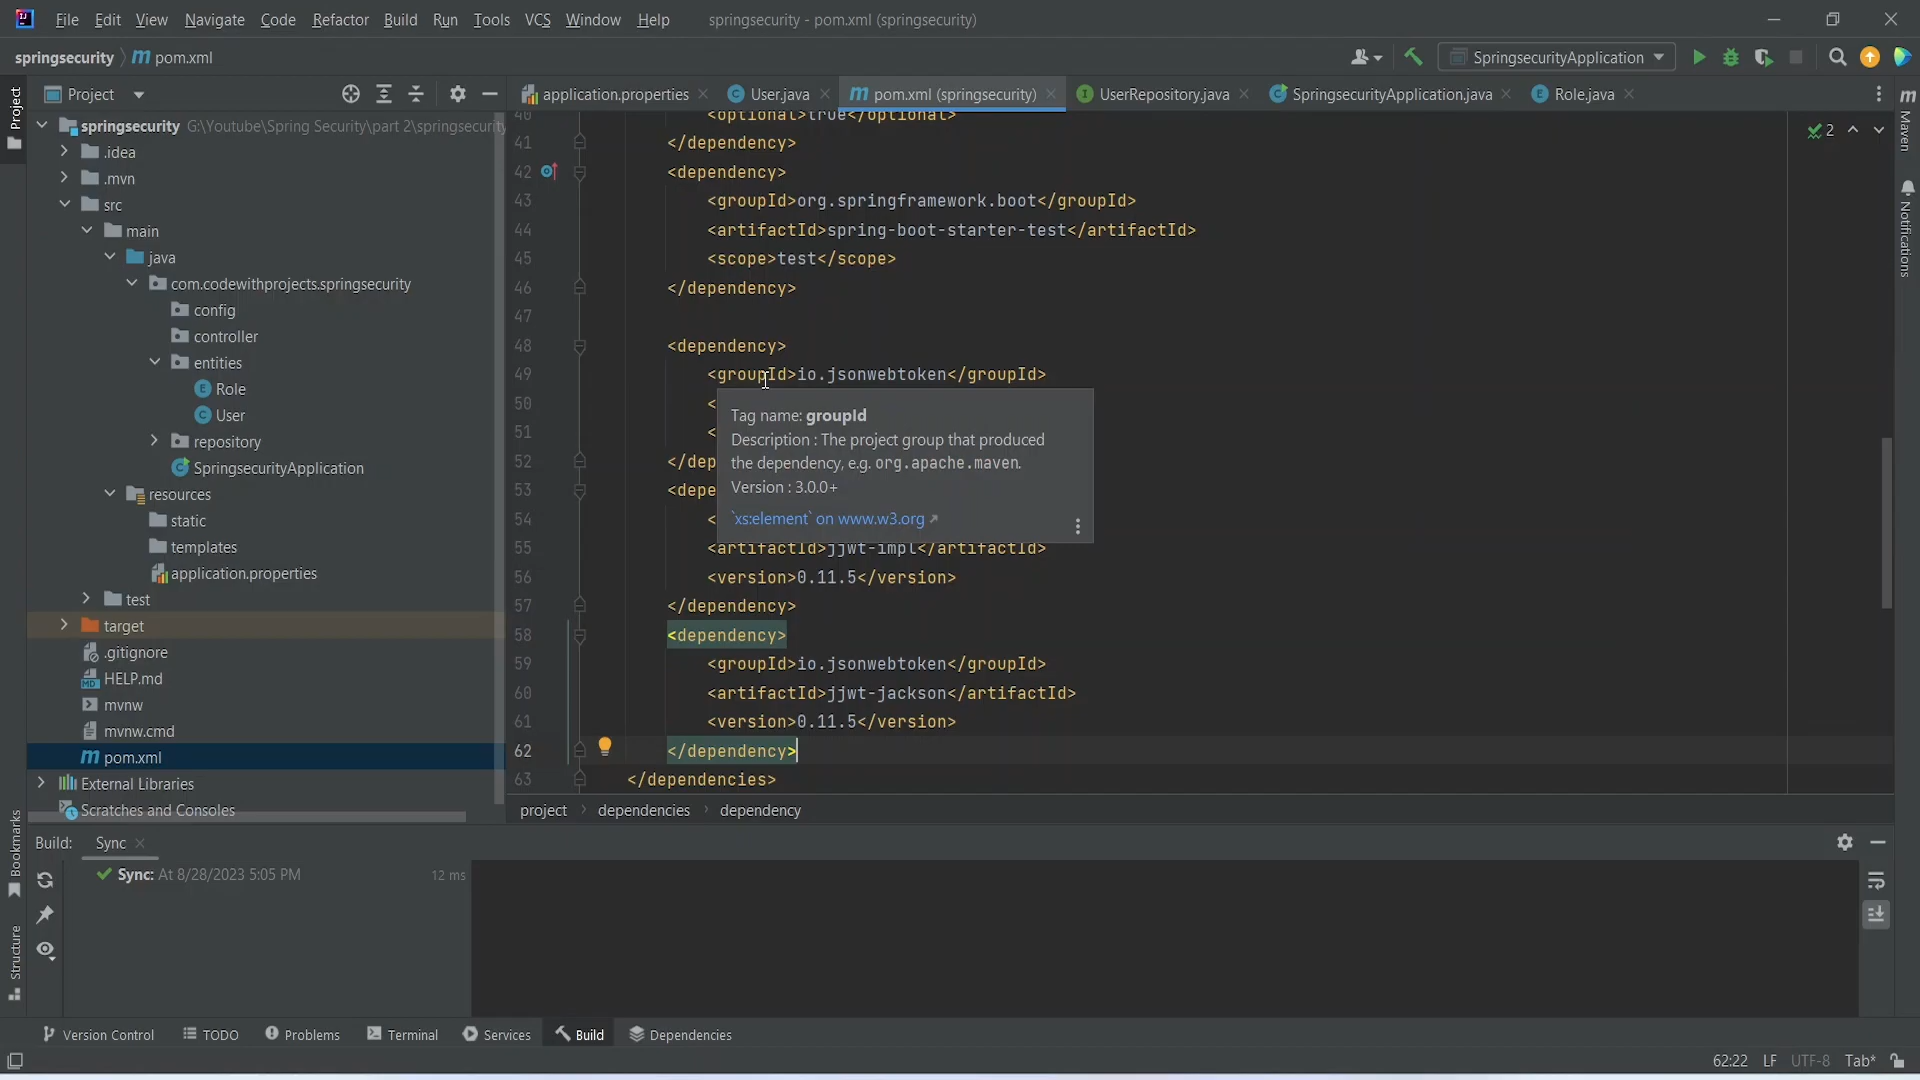 File Edit View Navigate Code Refactor Build Run Tools VCS Window Help springsecurity - pom.xml (springsecurity)
springsecurity pom.xml SpringsecurityApplication
Project
application.properties User.java pom.xml (springsecurity) UserRepository.java SpringsecurityApplication.java Role.java
Project
springsecurity G:\Youtube\Spring Security\part 2\springsecurity
.idea
.mvn
src
main
java
com.codewithprojects.springsecurity
config
controller
entities
Role
User
repository
SpringsecurityApplication
resources
static
templates
application.properties
test
target
.gitignore
HELP.md
mvnw
mvnw.cmd
pom.xml
External Libraries
Scratches and Consoles
40 <optional>true</optional>
41 </dependency>
42 <dependency>
43 <groupId>org.springframework.boot</groupId>
44 <artifactId>spring-boot-starter-test</artifactId>
45 <scope>test</scope>
46 </dependency>
47
48 <dependency>
49 <groupId>io.jsonwebtoken</groupId>
50 <
51 <
52 </dep
53 <depe
54 <
55 <artifactId>jjwt-impl</artifactId>
56 <version>0.11.5</version>
57 </dependency>
58 <dependency>
59 <groupId>io.jsonwebtoken</groupId>
60 <artifactId>jjwt-jackson</artifactId>
61 <version>0.11.5</version>
62 </dependency>
63 </dependencies>
Tag name: groupId
Description : The project group that produced
the dependency, e.g. org.apache.maven.
Version : 3.0.0+
`xs:element` on www.w3.org
2
Maven
Notifications
project dependencies dependency
Bookmarks
Structure
Build: Sync
Sync: At 8/28/2023 5:05 PM 12 ms
Version Control TODO Problems Terminal Services Build Dependencies
62:22 LF UTF-8 Tab*